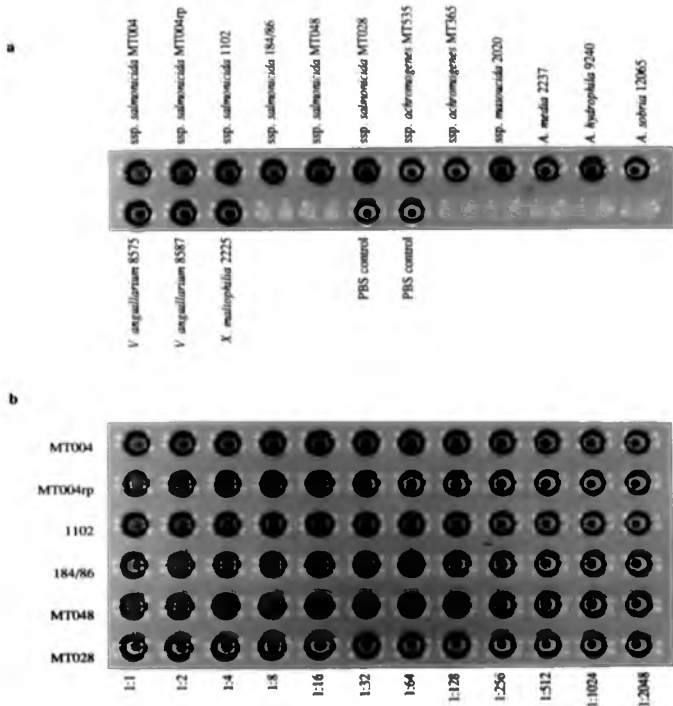 a
ssp. salmonicida MT004
ssp. salmonicida MT004rp
ssp. salmonicida 1102
ssp. salmonicida 184/86
ssp. salmonicida MT048
ssp. salmonicida MT028
ssp. achromogenes MT535
ssp. achromogenes MT365
ssp. masoucida 2020
A. media 2237
A. hydrophila 9240
A. sobria 12065
V. anguillarium 8575
V. anguillarium 8587
X. maltophilia 2225
PBS control
PBS control
b
MT004
MT004rp
1102
184/86
MT048
MT028
1:1
1:2
1:4
1:8
1:16
1:32
1:64
1:128
1:256
1:512
1:1024
1:2048